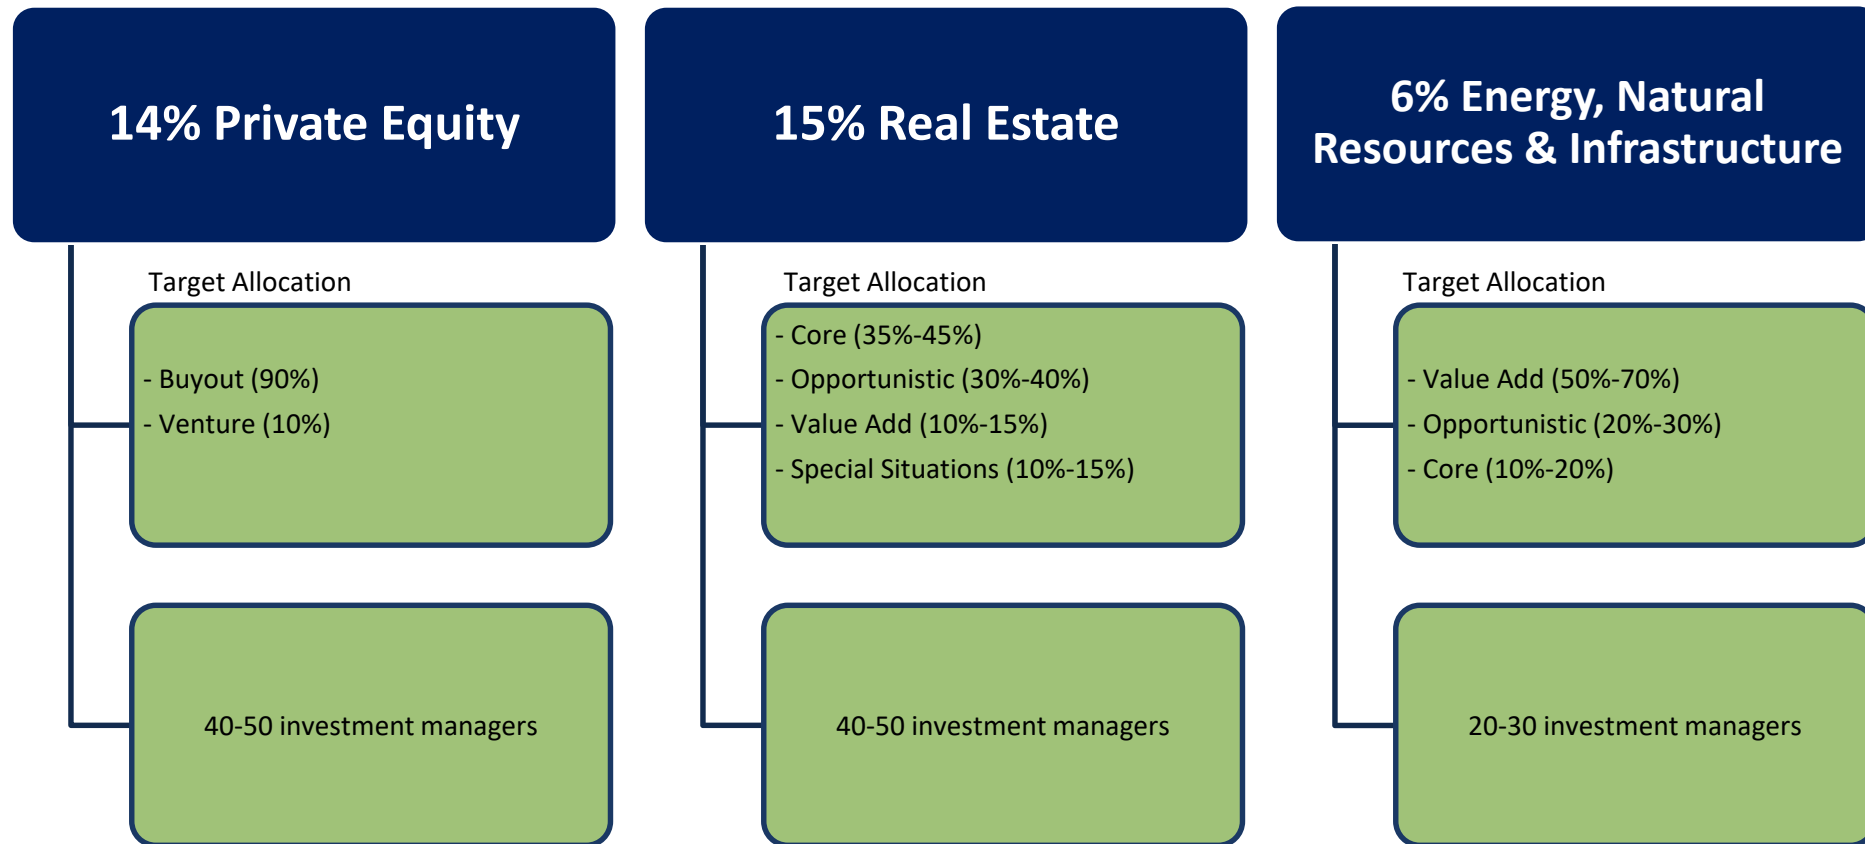 14% Private Equity
Target Allocation
- Buyout (90%)
- Venture (10%)
40-50 investment managers
15% Real Estate
Target Allocation
- Core (35%-45%)
- Opportunistic (30%-40%)
- Value Add (10%-15%)
- Special Situations (10%-15%)
40-50 investment managers
6% Energy, Natural
Resources & Infrastructure
Target Allocation
- Value Add (50%-70%)
- Opportunistic (20%-30%)
- Core (10%-20%)
20-30 investment managers